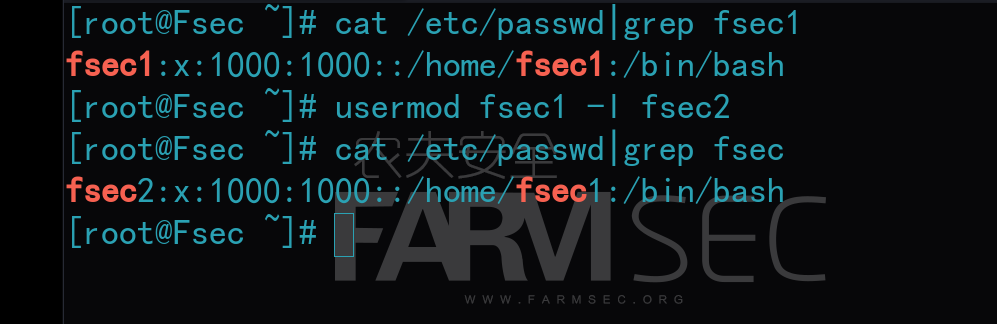 [root@Fsec ~]# cat /etc/passwd|grep fsec1
fsec1:x:1000:1000::/home/fsec1:/bin/bash
[root@Fsec ~]# usermod fsec1 -l fsec2
[root@Fsec ~]# cat /etc/passwd|grep fsec
fsec2:x:1000:1000::/home/fsec1:/bin/bash
[root@Fsec ~]#
农夫安全
FARMSEC
WWW.FARMSEC.ORG